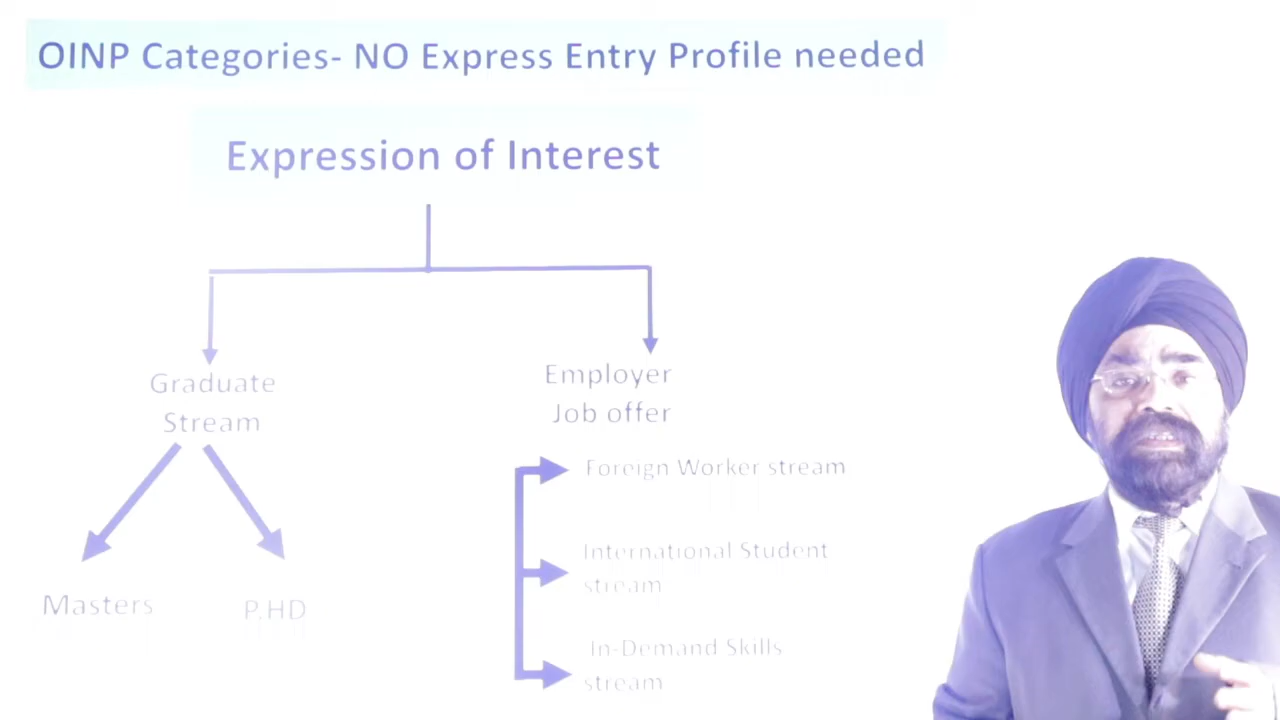 OINP Categories- NO Express Entry Profile needed
Expression of Interest
Graduate
Stream
Masters
P.HD
Employer
Job offer
Foreign Worker stream
International Student
stream
In-Demand Skills
stream